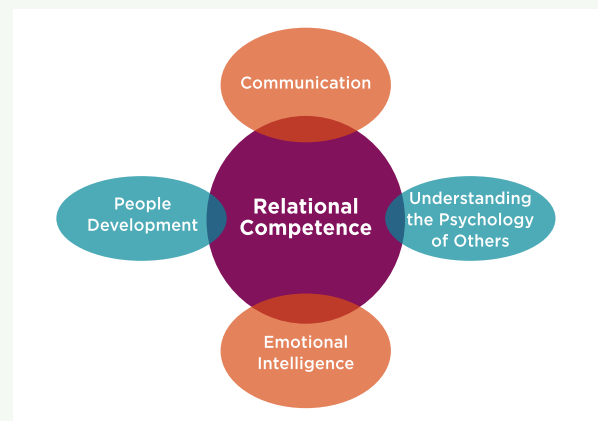 Communication
People
Development
Relational
Competence
Understanding
the Psychology
of Others
Emotional
Intelligence